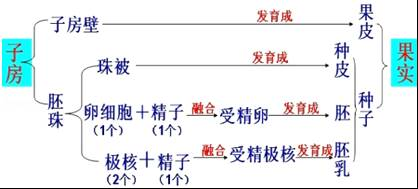 子房
子房壁 发育成 果皮
胚珠
珠被 发育成 种皮
卵细胞＋精子 融合 受精卵 发育成 胚
(1个) (1个)
极核＋精子 融合 受精极核 发育成 胚乳
(2个) (1个)
种子
果实